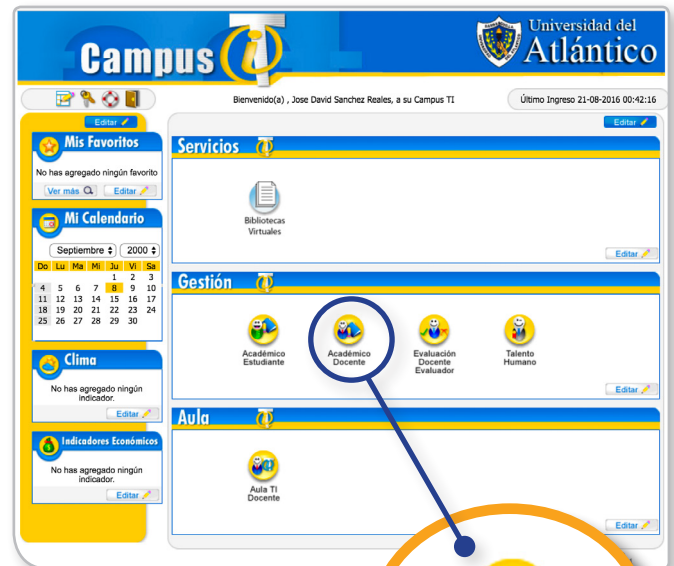 Campus iT
Universidad del
Atlántico
Bienvenido(a) , Jose David Sanchez Reales, a su Campus TI
Último Ingreso 21-08-2016 00:42:16
Editar
Mis Favoritos
No has agregado ningún favorito
Ver más
Editar
Mi Calendario
Septiembre 2000
Do Lu Ma Mi Ju Vi Sa
1 2 3
4 5 6 7 8 9 10
11 12 13 14 15 16 17
18 19 20 21 22 23 24
25 26 27 28 29 30
Clima
No has agregado ningún
indicador.
Editar
Indicadores Económicos
No has agregado ningún
indicador.
Editar
Editar
Servicios
Bibliotecas
Virtuales
Editar
Gestión
Académico
Estudiante
Académico
Docente
Evaluación
Docente
Evaluador
Talento
Humano
Editar
Aula
Aula TI
Docente
Editar